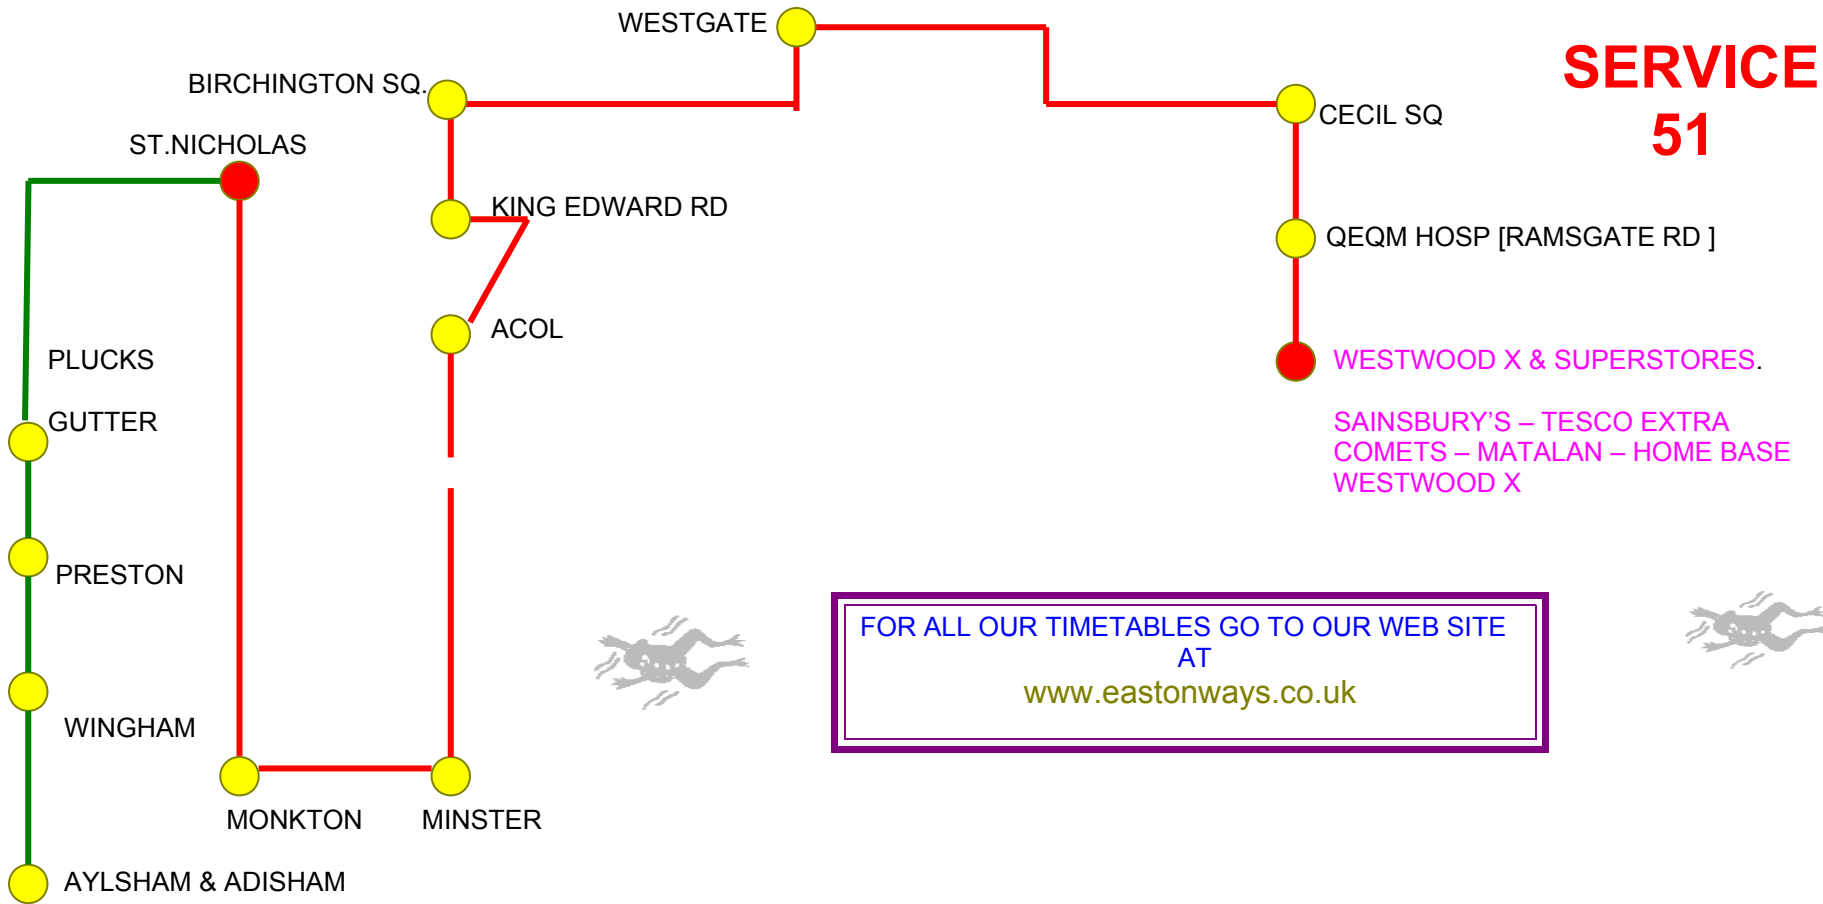 WESTGATE
SERVICE
51
BIRCHINGTON SQ.
CECIL SQ
ST.NICHOLAS
KING EDWARD RD
QEQM HOSP [RAMSGATE RD ]
ACOL
PLUCKS
GUTTER
WESTWOOD X & SUPERSTORES.
SAINSBURY'S – TESCO EXTRA
COMETS – MATALAN – HOME BASE
WESTWOOD X
PRESTON
FOR ALL OUR TIMETABLES GO TO OUR WEB SITE
AT
www.eastonways.co.uk
WINGHAM
MONKTON
MINSTER
AYLSHAM & ADISHAM